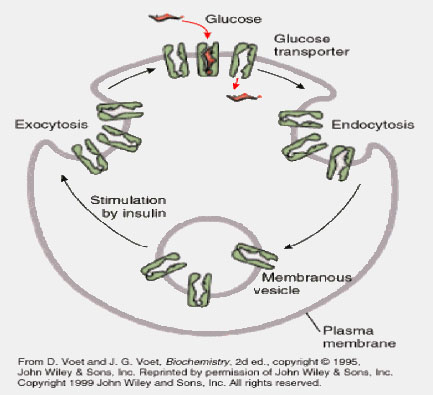 Glucose
Glucose
transporter
Exocytosis
Endocytosis
Stimulation
by insulin
Membranous
vesicle
Plasma
membrane
From D. Voet and J. G. Voet, Biochemistry, 2d ed., copyright © 1995,
John Wiley & Sons, Inc. Reprinted by permission of John Wiley & Sons, Inc.
Copyright 1999 John Wiley and Sons, Inc. All rights reserved.